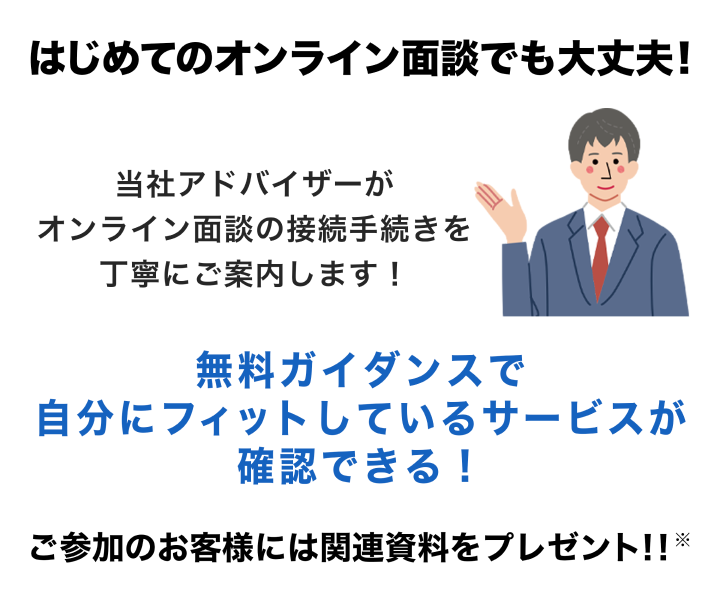 はじめてのオンライン面談でも大丈夫!
当社アドバイザーが
オンライン面談の接続手続きを
丁寧にご案内します！
無料ガイダンスで
自分にフィットしているサービスが
確認できる！
ご参加のお客様には関連資料をプレゼント!!※